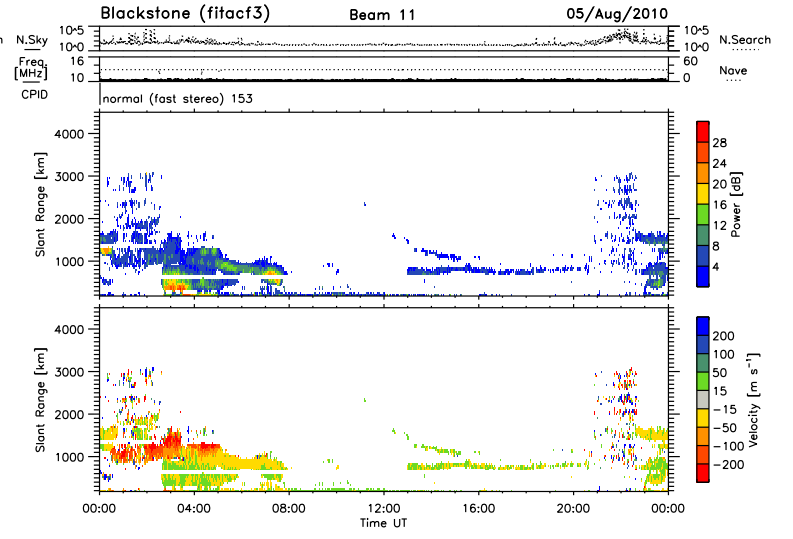 Blackstone (fitacf3) Beam 11 05/Aug/2010
N.Sky 10^5 10^0 10^5 10^0 N.Search
Freq. [MHz] 16 10 60 0 Nave
CPID normal (fast stereo) 153
Slant Range [km]
4000
3000
2000
1000
Power [dB]
28
24
20
16
12
8
4
Slant Range [km]
4000
3000
2000
1000
Velocity [m s⁻¹]
200
100
50
15
−15
−50
−100
−200
00:00 04:00 08:00 12:00 16:00 20:00 00:00
Time UT